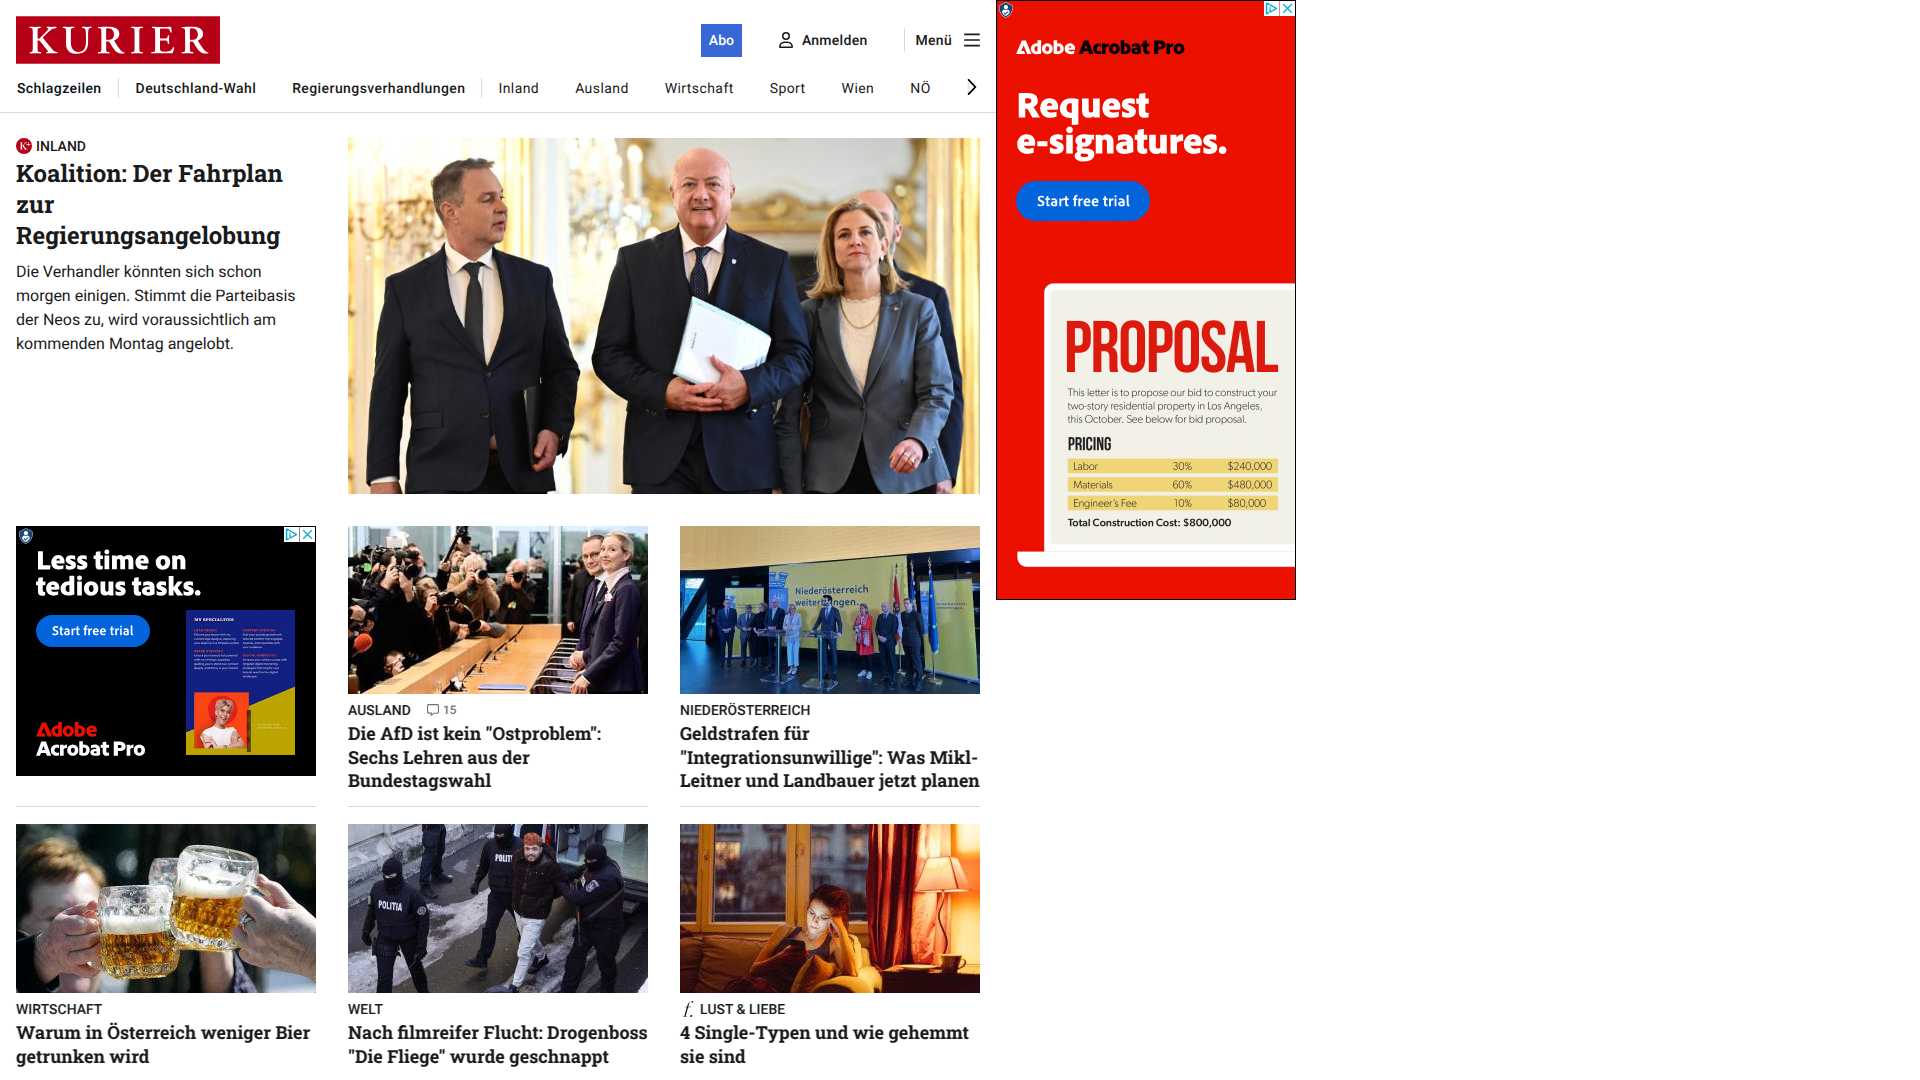 KURIER
Abo
Anmelden
Menü
Schlagzeilen
Deutschland-Wahl
Regierungsverhandlungen
Inland
Ausland
Wirtschaft
Sport
Wien
NÖ
K+ INLAND
Koalition: Der Fahrplan
zur
Regierungsangelobung
Die Verhandler könnten sich schon
morgen einigen. Stimmt die Parteibasis
der Neos zu, wird voraussichtlich am
kommenden Montag angelobt.
Adobe Acrobat Pro
Request
e-signatures.
Start free trial
PROPOSAL
This letter is to propose our bid to construct your
two-story residential property in Los Angeles,
this October. See below for bid proposal.
PRICING
Labor 30% $240,000
Materials 60% $480,000
Engineer's Fee 10% $80,000
Total Construction Cost: $800,000
Less time on
tedious tasks.
Start free trial
MY SPECIALTIES
Adobe
Acrobat Pro
AUSLAND 15
Die AfD ist kein "Ostproblem":
Sechs Lehren aus der
Bundestagswahl
Niederösterreich
NIEDERÖSTERREICH
Geldstrafen für
"Integrationsunwillige": Was Mikl-
Leitner und Landbauer jetzt planen
WIRTSCHAFT
Warum in Österreich weniger Bier
getrunken wird
POLITIA
WELT
Nach filmreifer Flucht: Drogenboss
"Die Fliege" wurde geschnappt
f. LUST & LIEBE
4 Single-Typen und wie gehemmt
sie sind